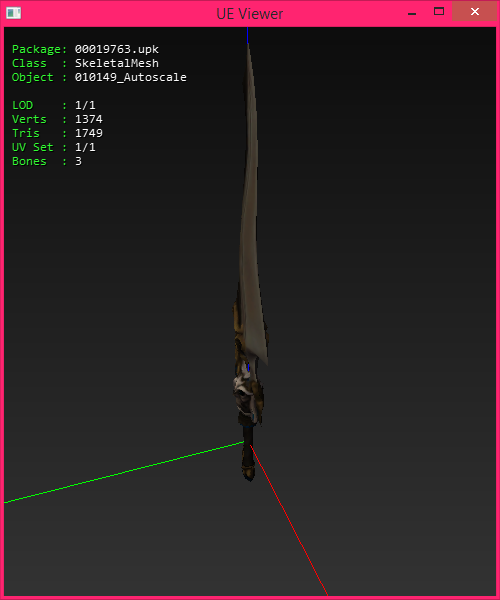 UE Viewer
Package: 00019763.upk
Class : SkeletalMesh
Object : 010149_Autoscale
LOD : 1/1
Verts : 1374
Tris : 1749
UV Set : 1/1
Bones : 3